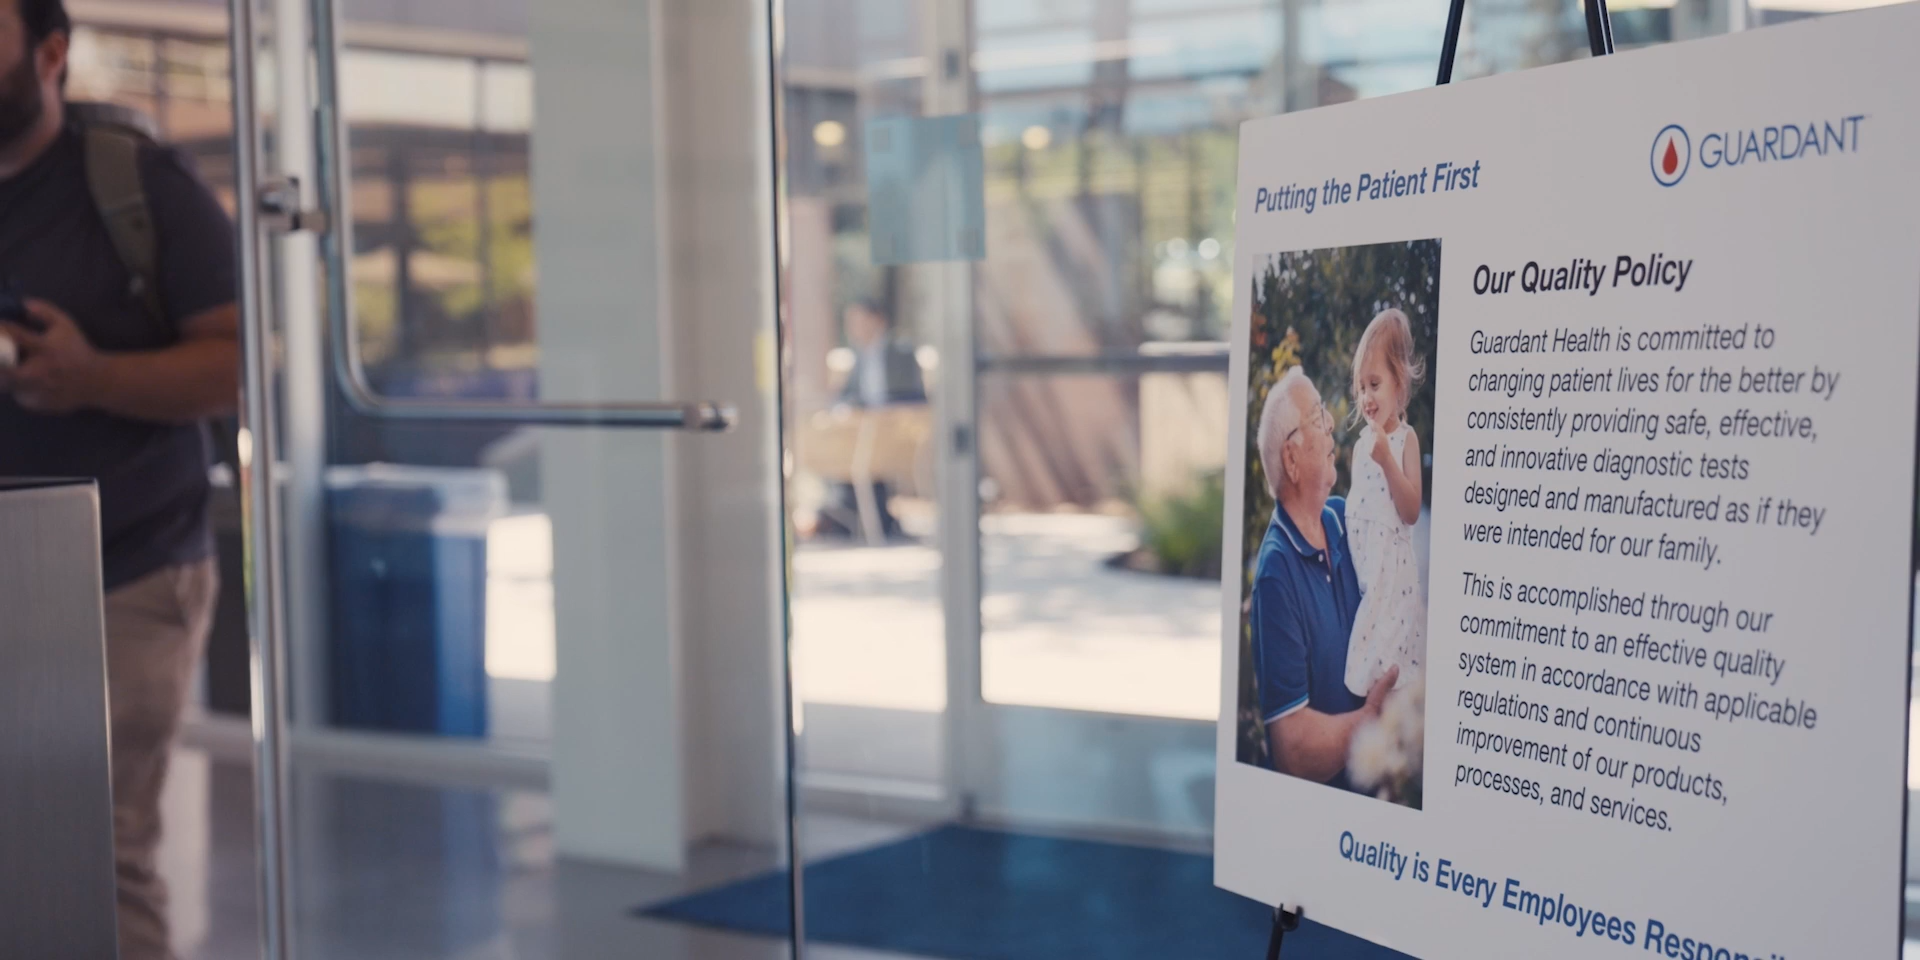 GUARDANT
Putting the Patient First
Our Quality Policy
Guardant Health is committed to
changing patient lives for the better by
consistently providing safe, effective,
and innovative diagnostic tests
designed and manufactured as if they
were intended for our family.
This is accomplished through our
commitment to an effective quality
system in accordance with applicable
regulations and continuous
improvement of our products,
processes, and services.
Quality is Every Employees